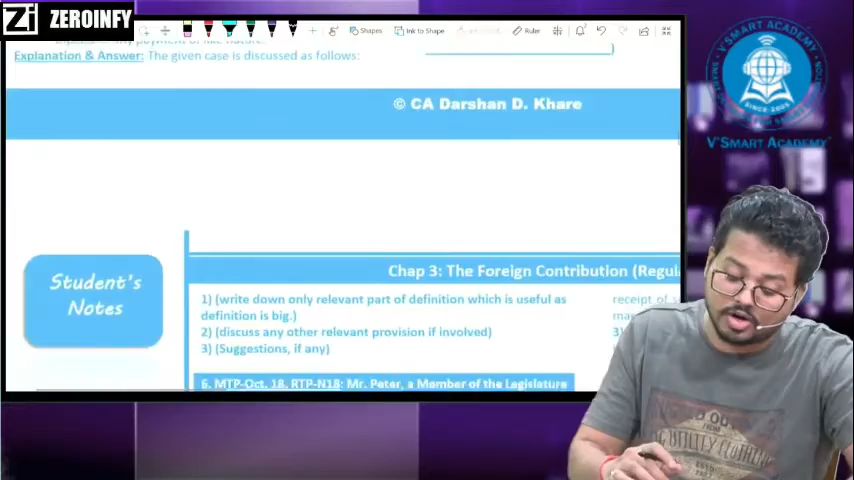 Zi ZEROINFY
Shapes
Ink to Shape
Ruler
Explanation & Answer: The given case is discussed as follows:
© CA Darshan D. Khare
V'SMART ACADEMY
SINCE-2005
V'SMART ACADEMY
Student's
Notes
Chap 3: The Foreign Contribution (Regul
1) (write down only relevant part of definition which is useful as
definition is big.)
2) (discuss any other relevant provision if involved)
3) (Suggestions, if any)
receipt of
3)
6. MTP-Oct. 18, RTP-N18: Mr. Peter, a Member of the Legislature
UTILITY CLOTHING